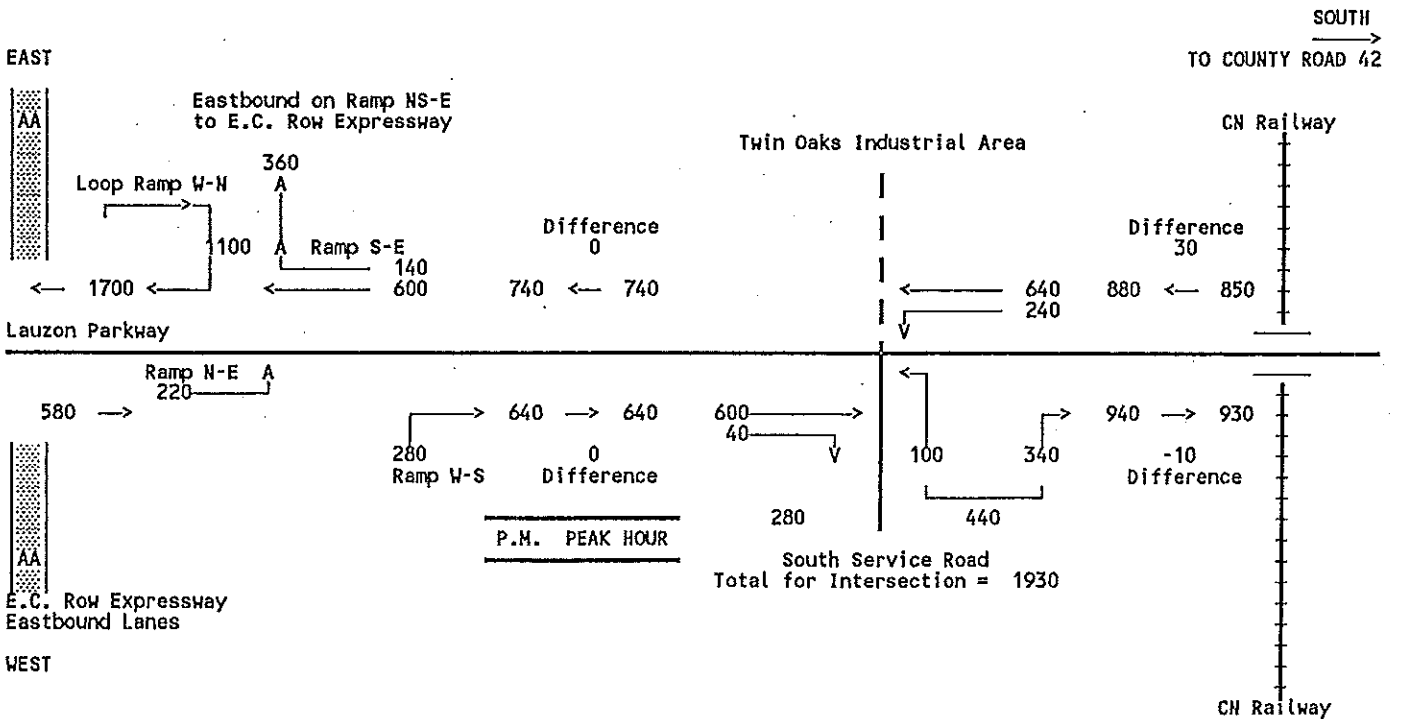 SOUTH
EAST
TO COUNTY ROAD 42
Eastbound on Ramp NS-E
to E.C. Row Expressway
AA
CN Railway
Twin Oaks Industrial Area
360
Loop Ramp W-N A
Difference
0
Difference
30
1100 A Ramp S-E
140
1700
600
740 740
640
880 850
240
V
Lauzon Parkway
Ramp N-E A
220
580
640 640
600
940 930
40
V
280
100
340
-10
Ramp W-S
0
Difference
Difference
280
440
P.M. PEAK HOUR
AA
South Service Road
Total for Intersection = 1930
E.C. Row Expressway
Eastbound Lanes
WEST
CN Railway